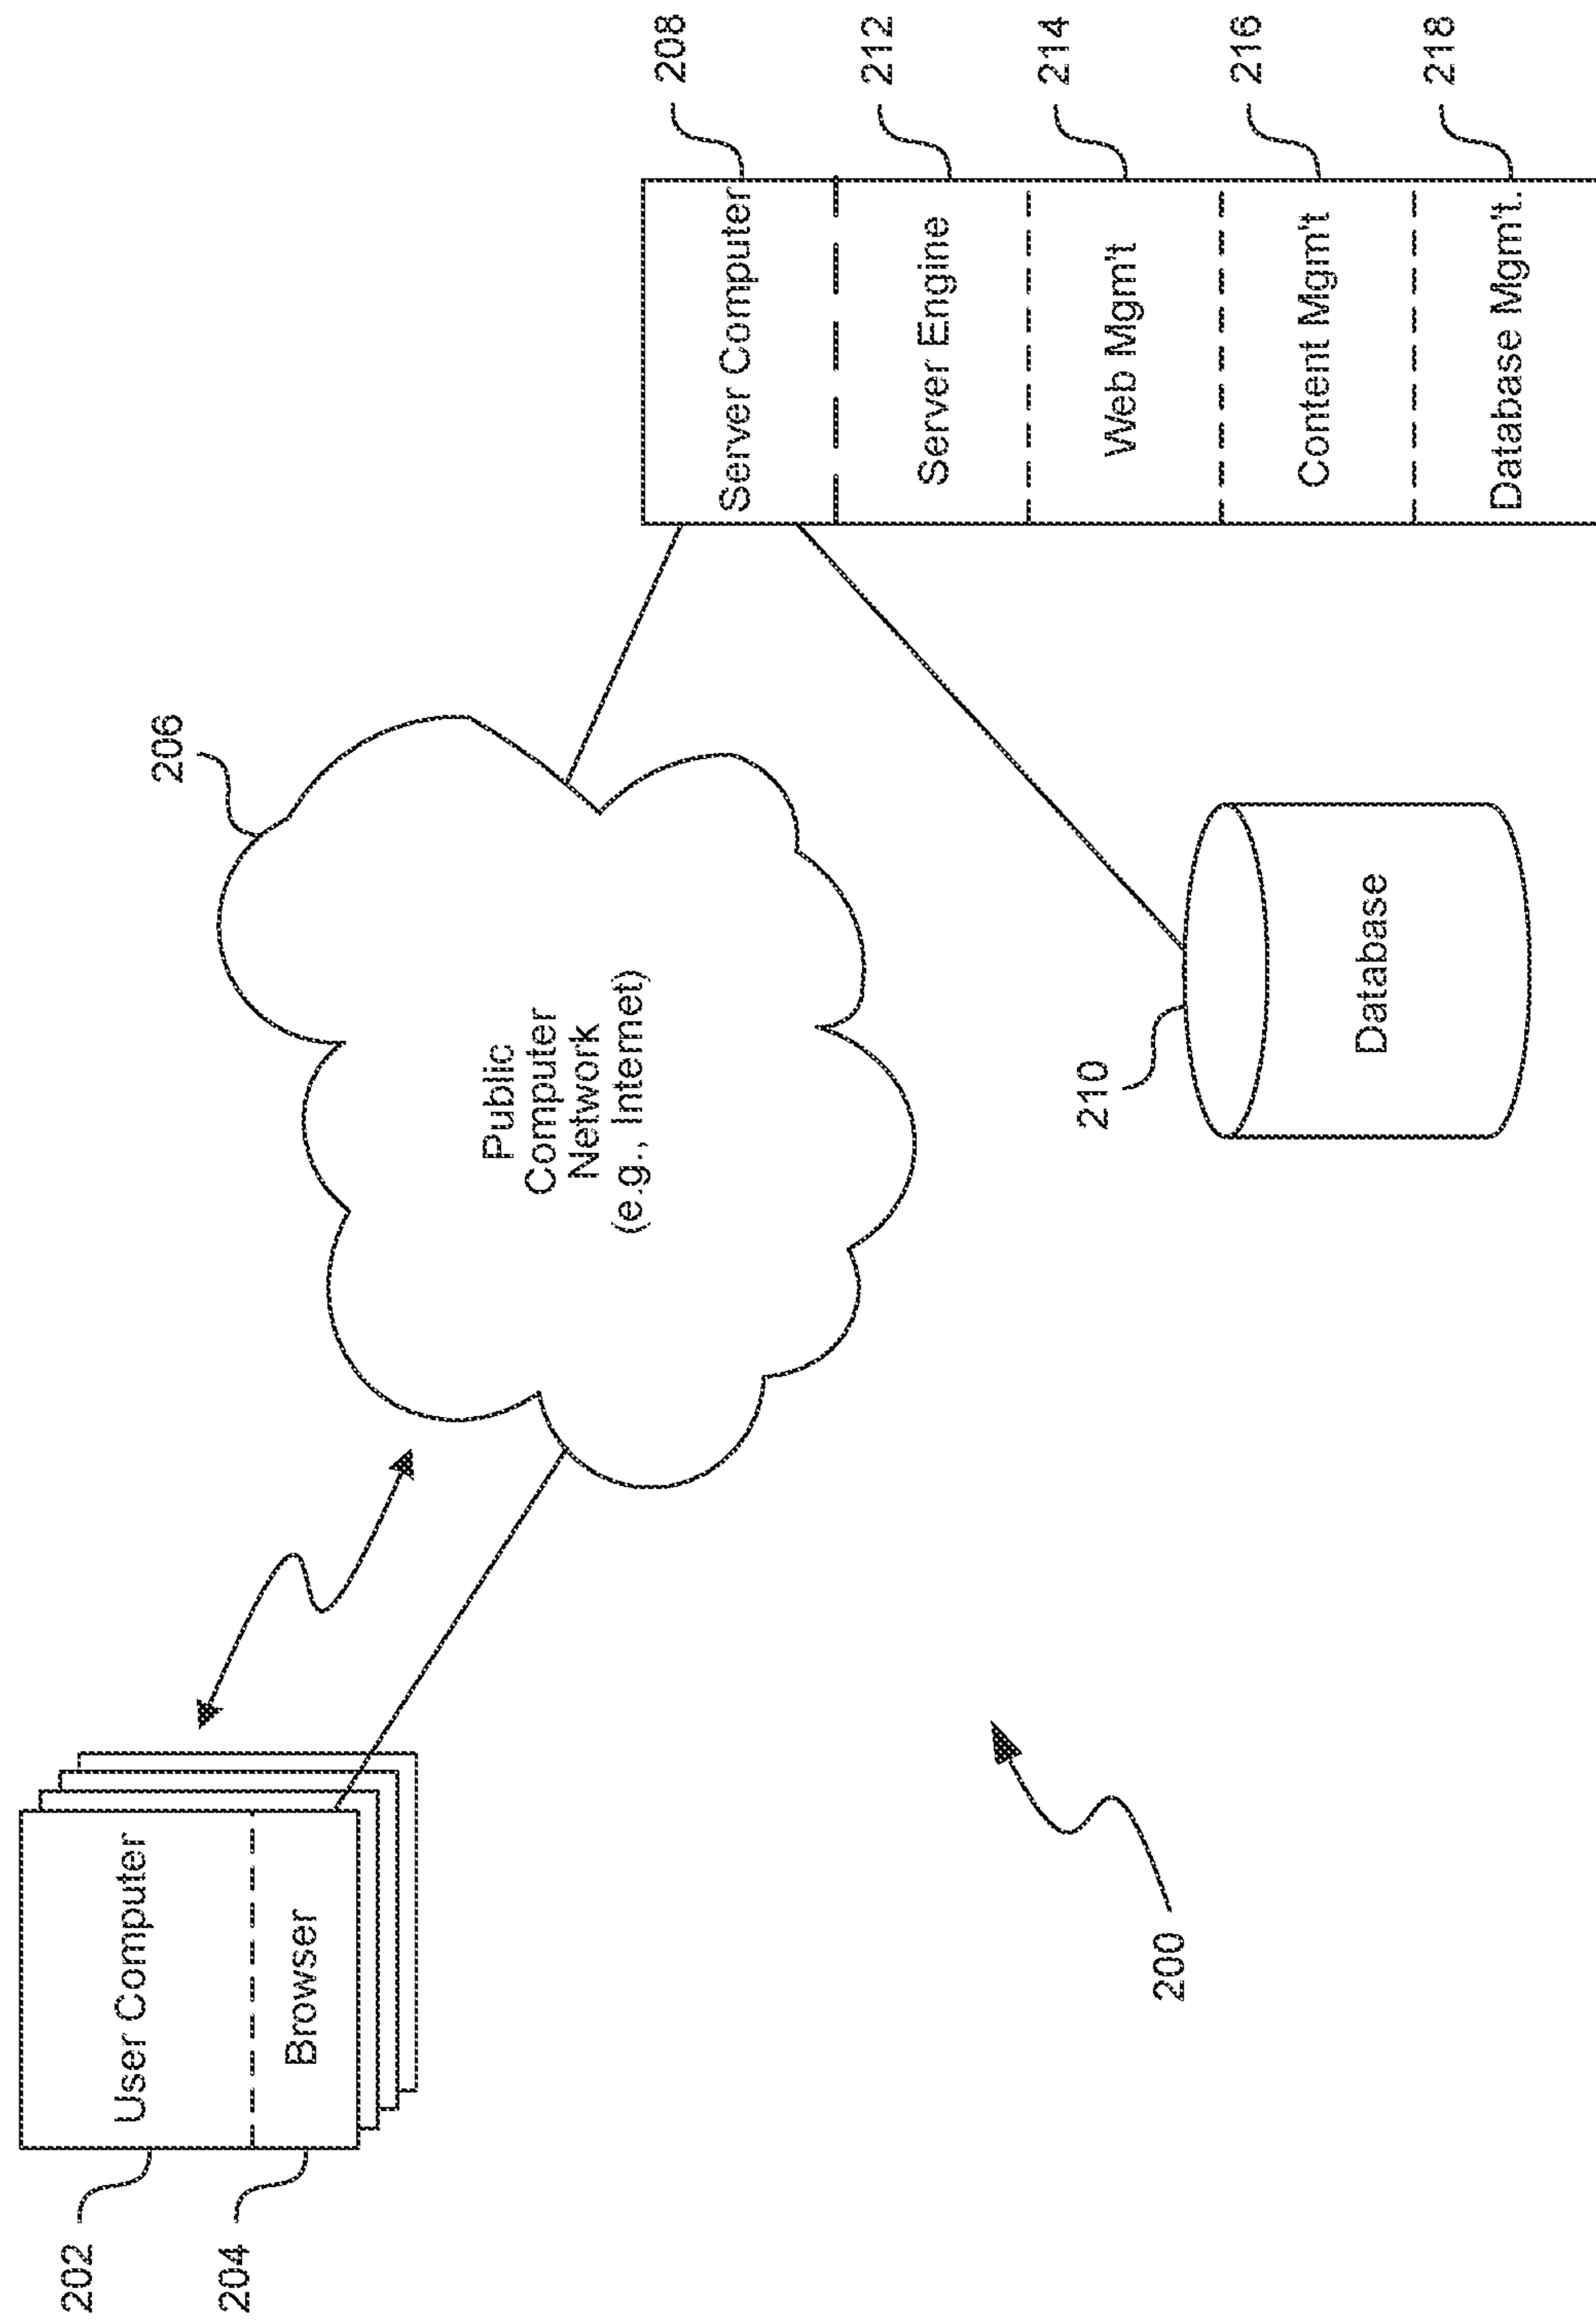 202
User Computer
204
Browser
206
Public
Computer
Network
(e.g., Internet)
200
210
Database
Server Computer
208
Server Engine
212
Web Mgm't
214
Content Mgm't
216
Database Mgm't.
218